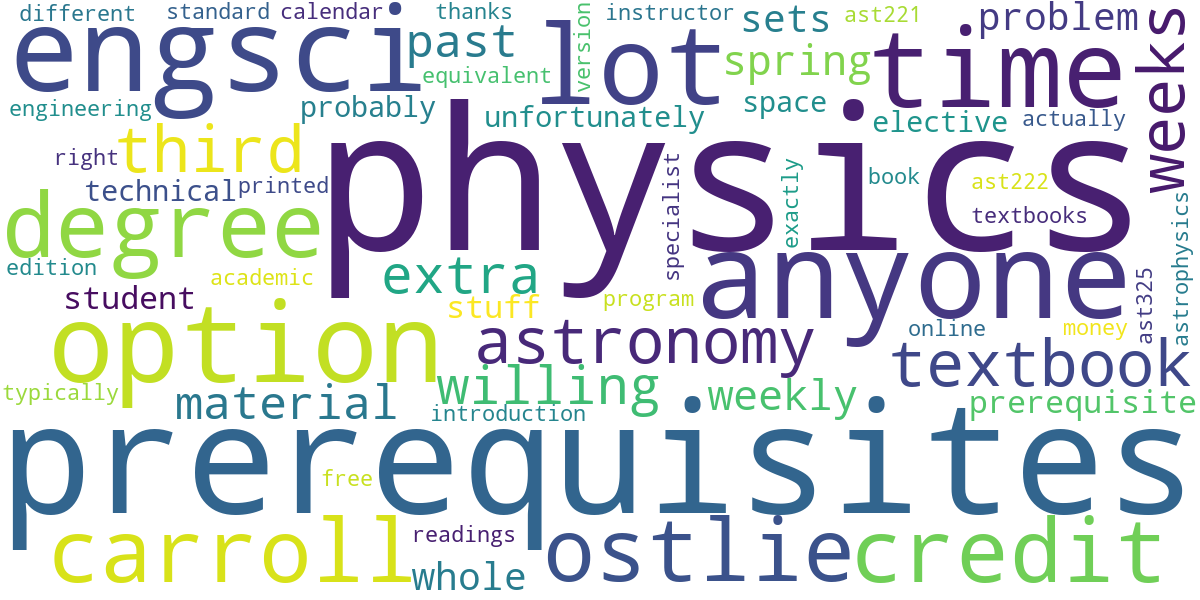 different
standard
calendar
thanks
instructor
sets
ast221
problem
engsci
past
lot
version
spring
time
weeks
equivalent
engineering
probably
unfortunately
space
elective
actually
third
physics
right
technical
printed
specialist
exactly
book
ast222
textbooks
degree
astrophysics
edition
academic
extra
anyone
student
stuff
program
ast325
option
astronomy
online
money
textbook
typically
material
willing
weekly
prerequisite
introduction
prerequisites
free
carroll
readings
ostlie
credit
whole